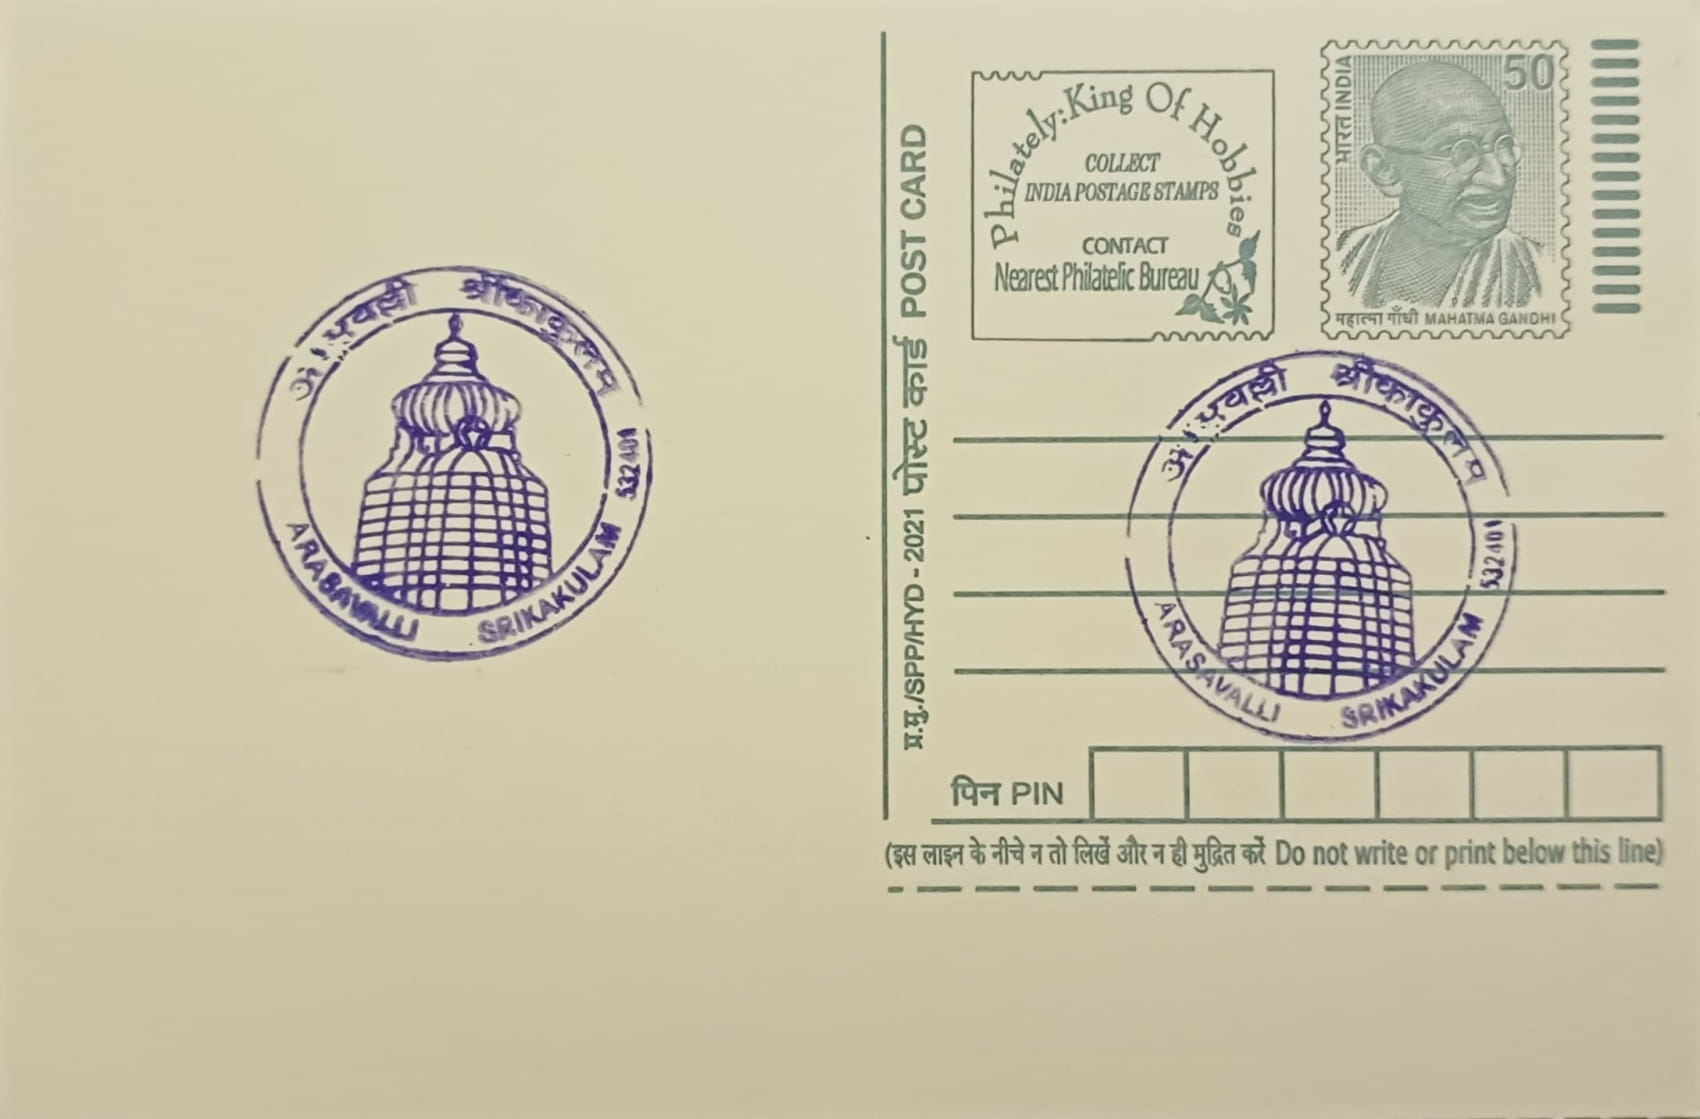 श्रीकाकुलम
532401
ARASAVALLI SRIKAKULAM
प्र.मु./SPP/HYD - 2021 पोस्ट कार्ड POST CARD
Philately:King Of Hobbies
COLLECT
INDIA POSTAGE STAMPS
CONTACT
Nearest Philatelic Bureau
भारत INDIA
50
महात्मा गाँधी MAHATMA GANDHI
श्रीकाकुलम
532401
ARASAVALLI SRIKAKULAM
पिन PIN
(इस लाइन के नीचे न तो लिखें और न ही मुद्रित करें Do not write or print below this line)